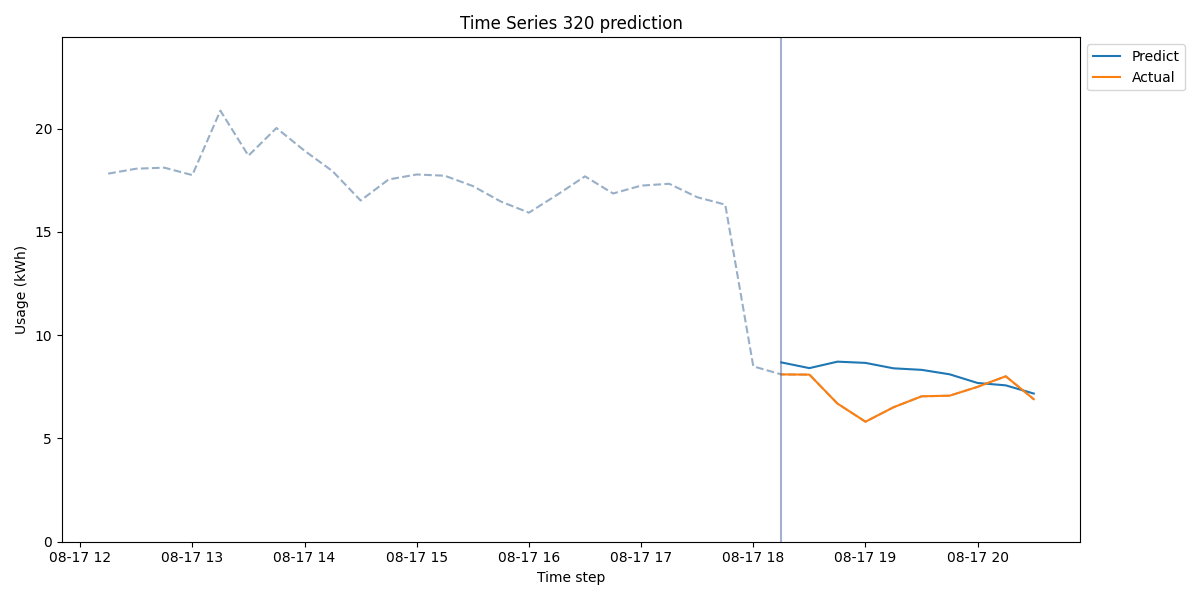 Time Series 320 prediction
Predict
Actual
Usage (kWh)
20
15
10
5
0
08-17 12 08-17 13 08-17 14 08-17 15 08-17 16 08-17 17 08-17 18 08-17 19 08-17 20
Time step